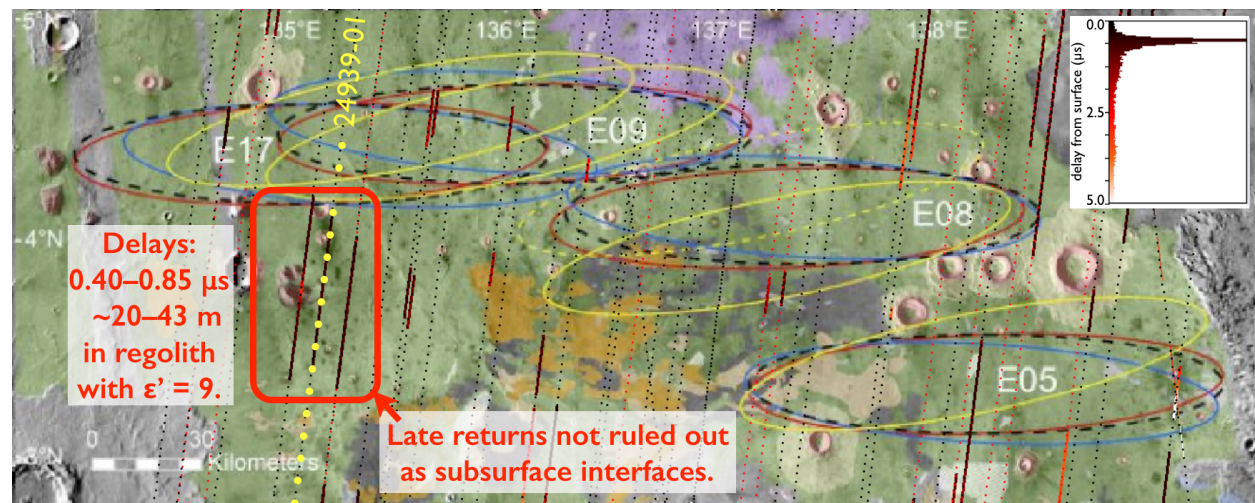 -5°N
135°E
136°E
137°E
138°E
24939-01
0.0
2.5
5.0
delay from surface (µs)
E17
E09
E08
E05
-4°N
Delays:
0.40–0.85 µs
~20–43 m
in regolith
with ε’ = 9.
Late returns not ruled out
as subsurface interfaces.
0 30
Kilometers